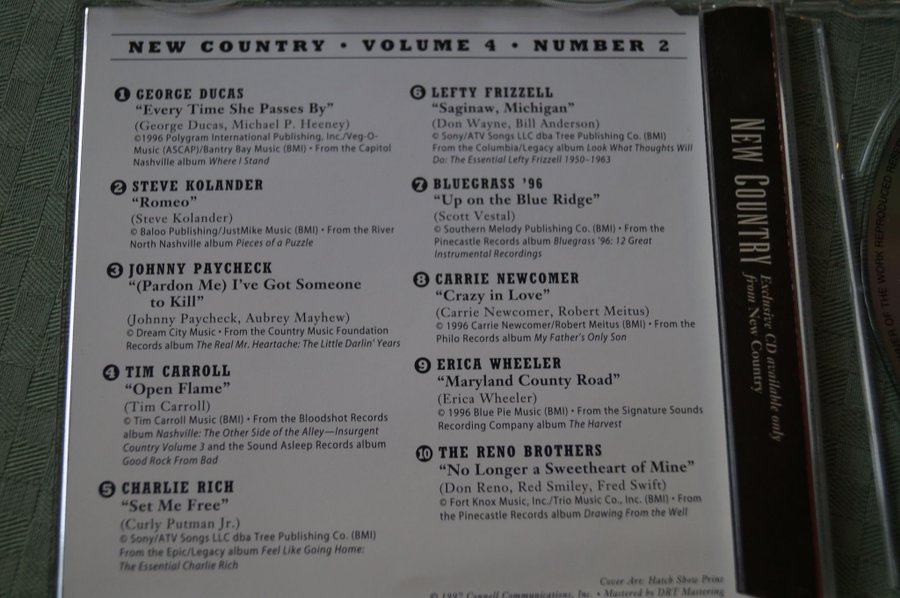 NEW COUNTRY • VOLUME 4 • NUMBER 2
1 GEORGE DUCAS
"Every Time She Passes By"
(George Ducas, Michael P. Heeney)
©1996 Polygram International Publishing, Inc./Veg-O-
Music (ASCAP)/Bantry Bay Music (BMI) • From the Capitol
Nashville album Where I Stand
2 STEVE KOLANDER
"Romeo"
(Steve Kolander)
© Baloo Publishing/JustMike Music (BMI) • From the River
North Nashville album Pieces of a Puzzle
3 JOHNNY PAYCHECK
"(Pardon Me) I've Got Someone
to Kill"
(Johnny Paycheck, Aubrey Mayhew)
© Dream City Music • From the Country Music Foundation
Records album The Real Mr. Heartache: The Little Darlin' Years
4 TIM CARROLL
"Open Flame"
(Tim Carroll)
© Tim Carroll Music (BMI) • From the Bloodshot Records
album Nashville: The Other Side of the Alley—Insurgent
Country Volume 3 and the Sound Asleep Records album
Good Rock From Bad
5 CHARLIE RICH
"Set Me Free"
(Curly Putman Jr.)
© Sony/ATV Songs LLC dba Tree Publishing Co. (BMI)
From the Epic/Legacy album Feel Like Going Home:
The Essential Charlie Rich
6 LEFTY FRIZZELL
"Saginaw, Michigan"
(Don Wayne, Bill Anderson)
© Sony/ATV Songs LLC dba Tree Publishing Co. (BMI)
From the Columbia/Legacy album Look What Thoughts Will
Do: The Essential Lefty Frizzell 1950–1963
7 BLUEGRASS '96
"Up on the Blue Ridge"
(Scott Vestal)
© Southern Melody Publishing Co. (BMI) • From the
Pinecastle Records album Bluegrass '96: 12 Great
Instrumental Recordings
8 CARRIE NEWCOMER
"Crazy in Love"
(Carrie Newcomer, Robert Meitus)
© 1996 Carrie Newcomer/Robert Meitus (BMI) • From the
Philo Records album My Father's Only Son
9 ERICA WHEELER
"Maryland County Road"
(Erica Wheeler)
© 1996 Blue Pie Music (BMI) • From the Signature Sounds
Recording Company album The Harvest
10 THE RENO BROTHERS
"No Longer a Sweetheart of Mine"
(Don Reno, Red Smiley, Fred Swift)
© Fort Knox Music, Inc./Trio Music Co., Inc. (BMI) • From
the Pinecastle Records album Drawing From the Well
Cover Art: Hatch Show Print
© 1997 Connell Communications, Inc. • Mastered by DRT Mastering
NEW COUNTRY
Exclusive CD available only
from New Country
OF THE WORK REPRODUCED